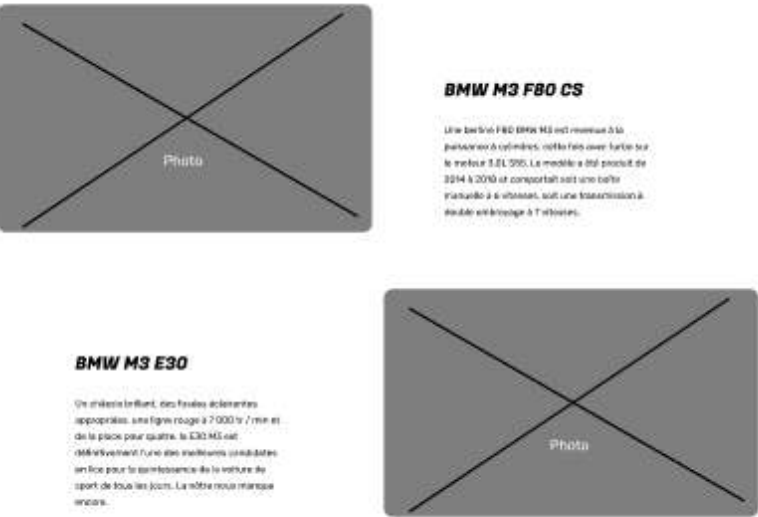 Photo
BMW M3 F80 CS
Une berline F80 BMW M3 est revenue à la
puissance 6 cylindres, cette fois avec turbo sur
le moteur 3.0L S55. Le modèle a été produit de
2014 à 2018 et comportait soit une boîte
manuelle à 6 vitesses, soit une transmission à
double embrayage à 7 vitesses.
BMW M3 E30
Un châssis brillant, des foulées éclairantes
appropriées, une ligne rouge à 7 000 tr / min et
de la place pour quatre, la E30 M3 est
définitivement l'une des meilleures candidates
en lice pour la quintessence de la voiture de
sport de tous les jours. La nôtre nous manque
encore.
Photo